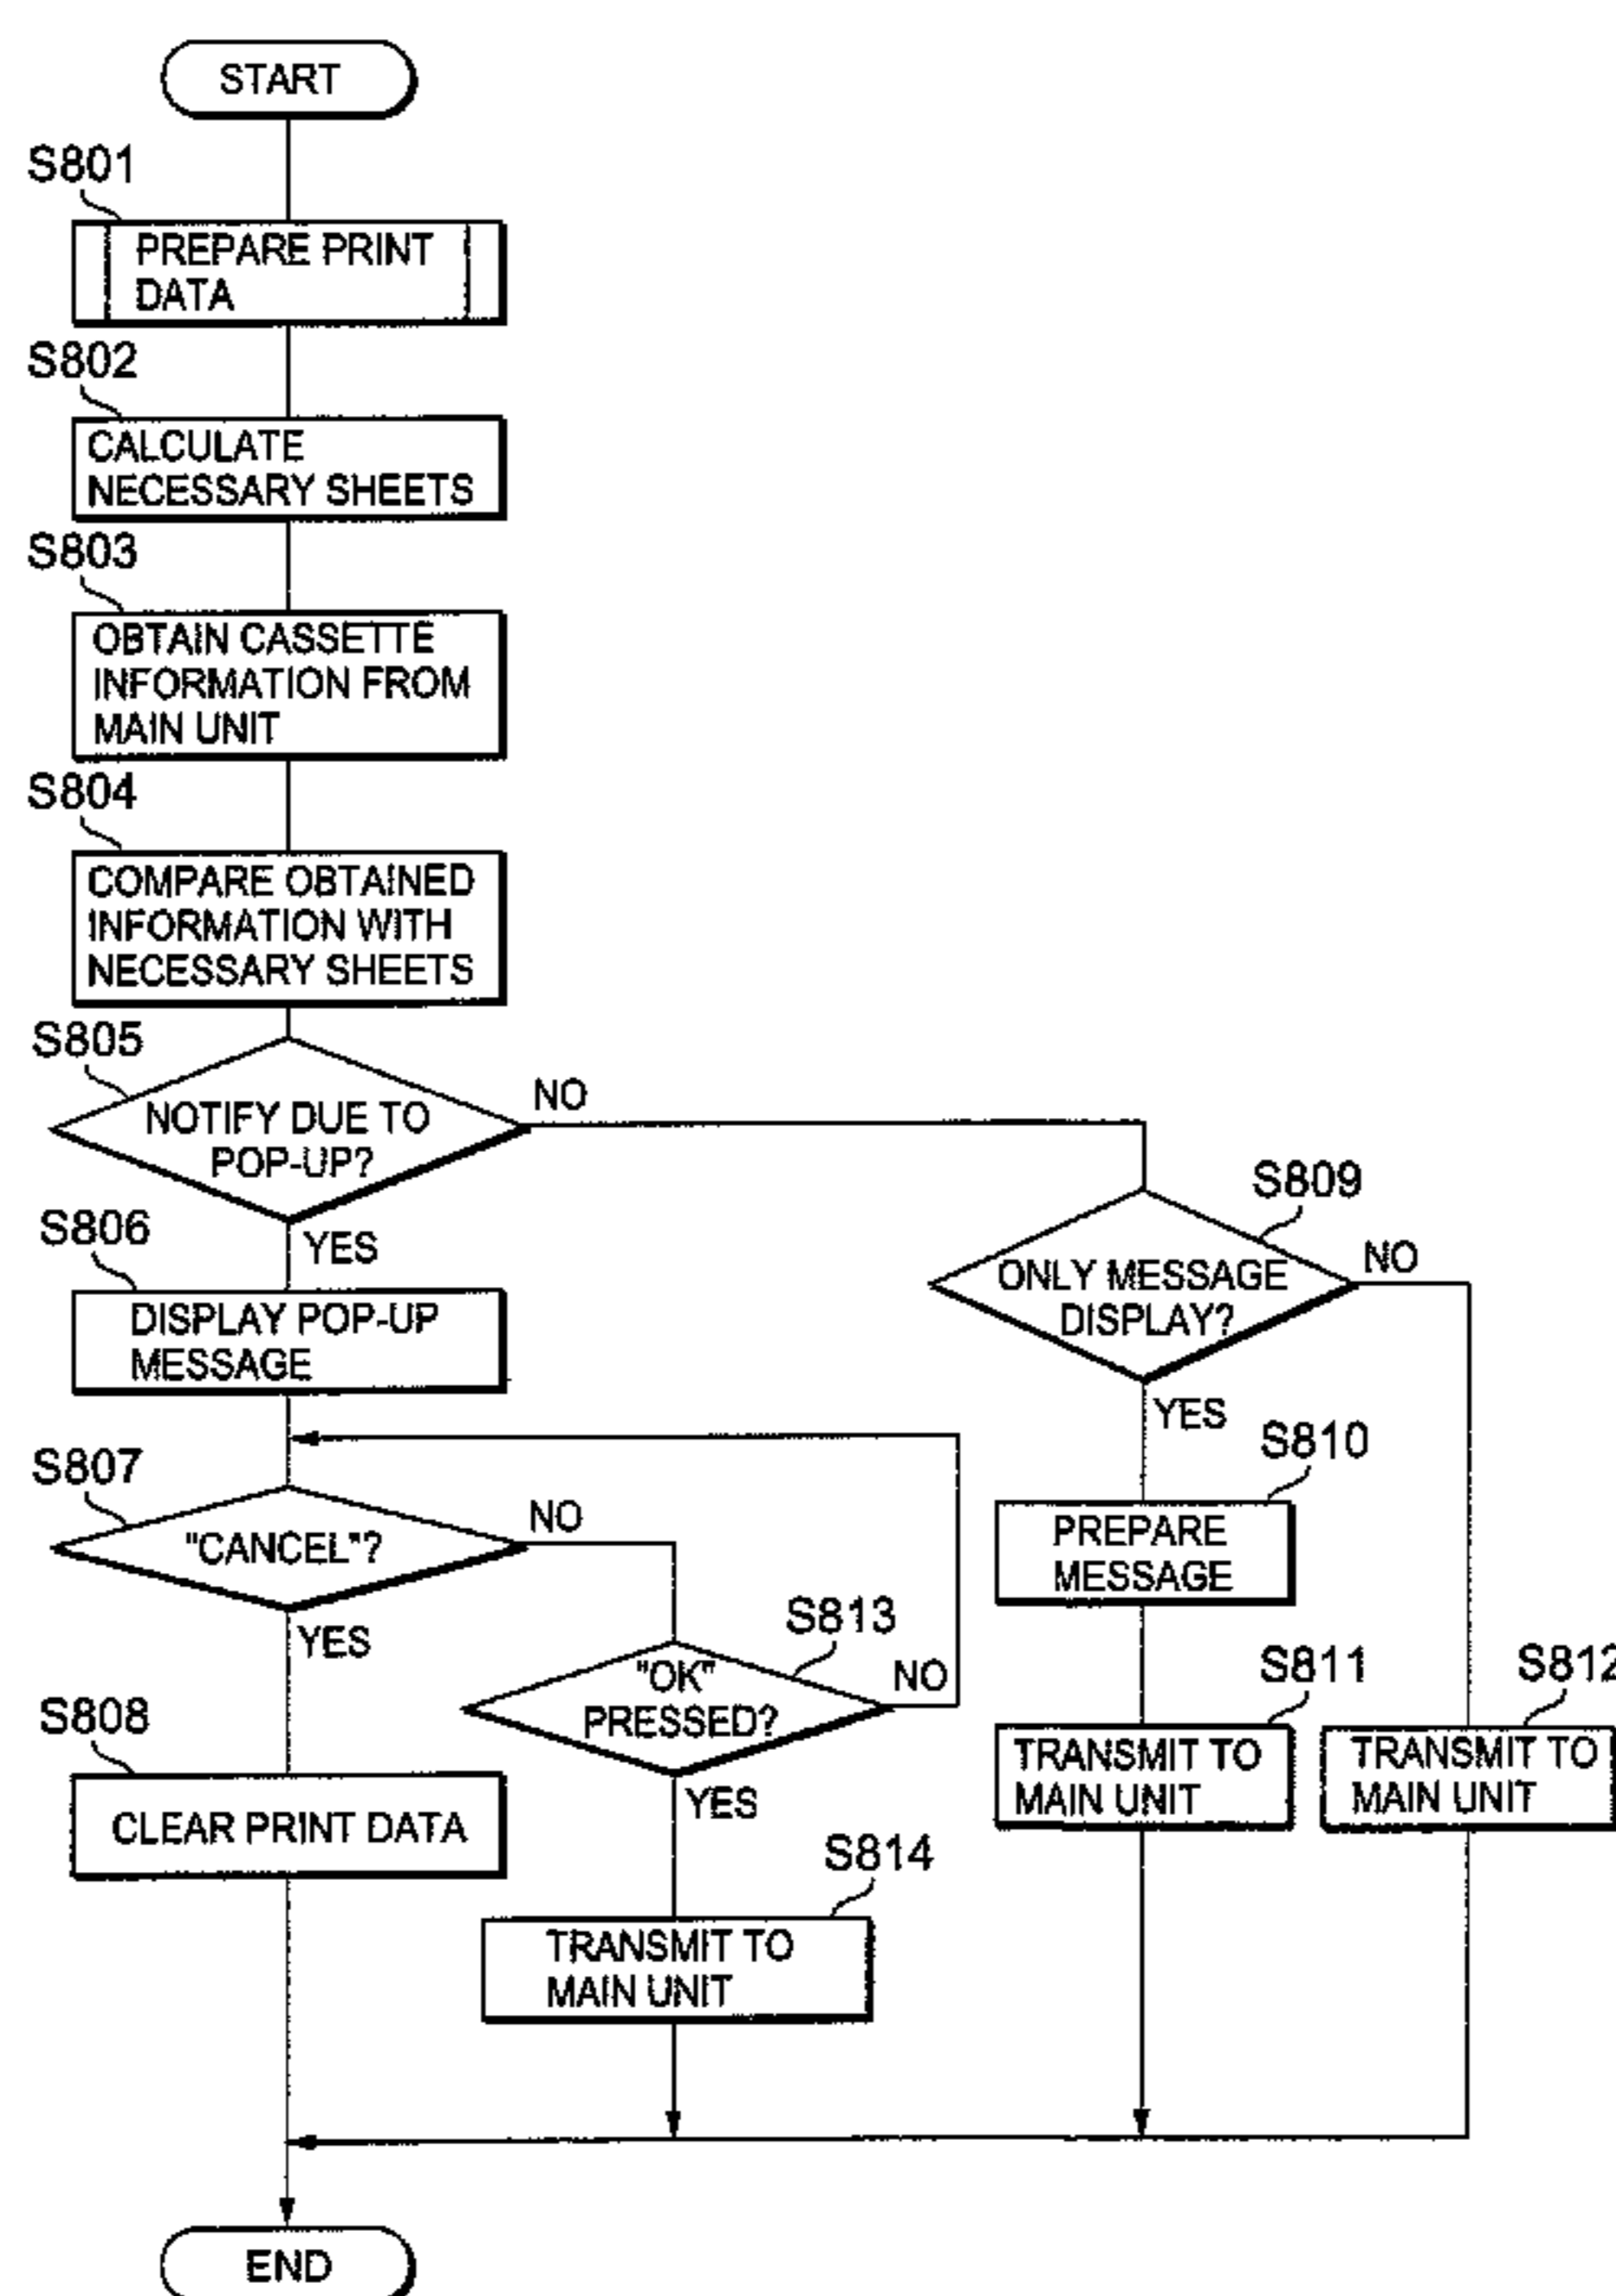 START
S801
PREPARE PRINT
DATA
S802
CALCULATE
NECESSARY SHEETS
S803
OBTAIN CASSETTE
INFORMATION FROM
MAIN UNIT
S804
COMPARE OBTAINED
INFORMATION WITH
NECESSARY SHEETS
S805
NOTIFY DUE TO
POP-UP?
NO
YES
S806
DISPLAY POP-UP
MESSAGE
S807
"CANCEL"?
NO
YES
S808
CLEAR PRINT DATA
S813
"OK"
PRESSED?
NO
YES
S814
TRANSMIT TO
MAIN UNIT
S809
ONLY MESSAGE
DISPLAY?
NO
YES
S810
PREPARE
MESSAGE
S811
TRANSMIT TO
MAIN UNIT
S812
TRANSMIT TO
MAIN UNIT
END